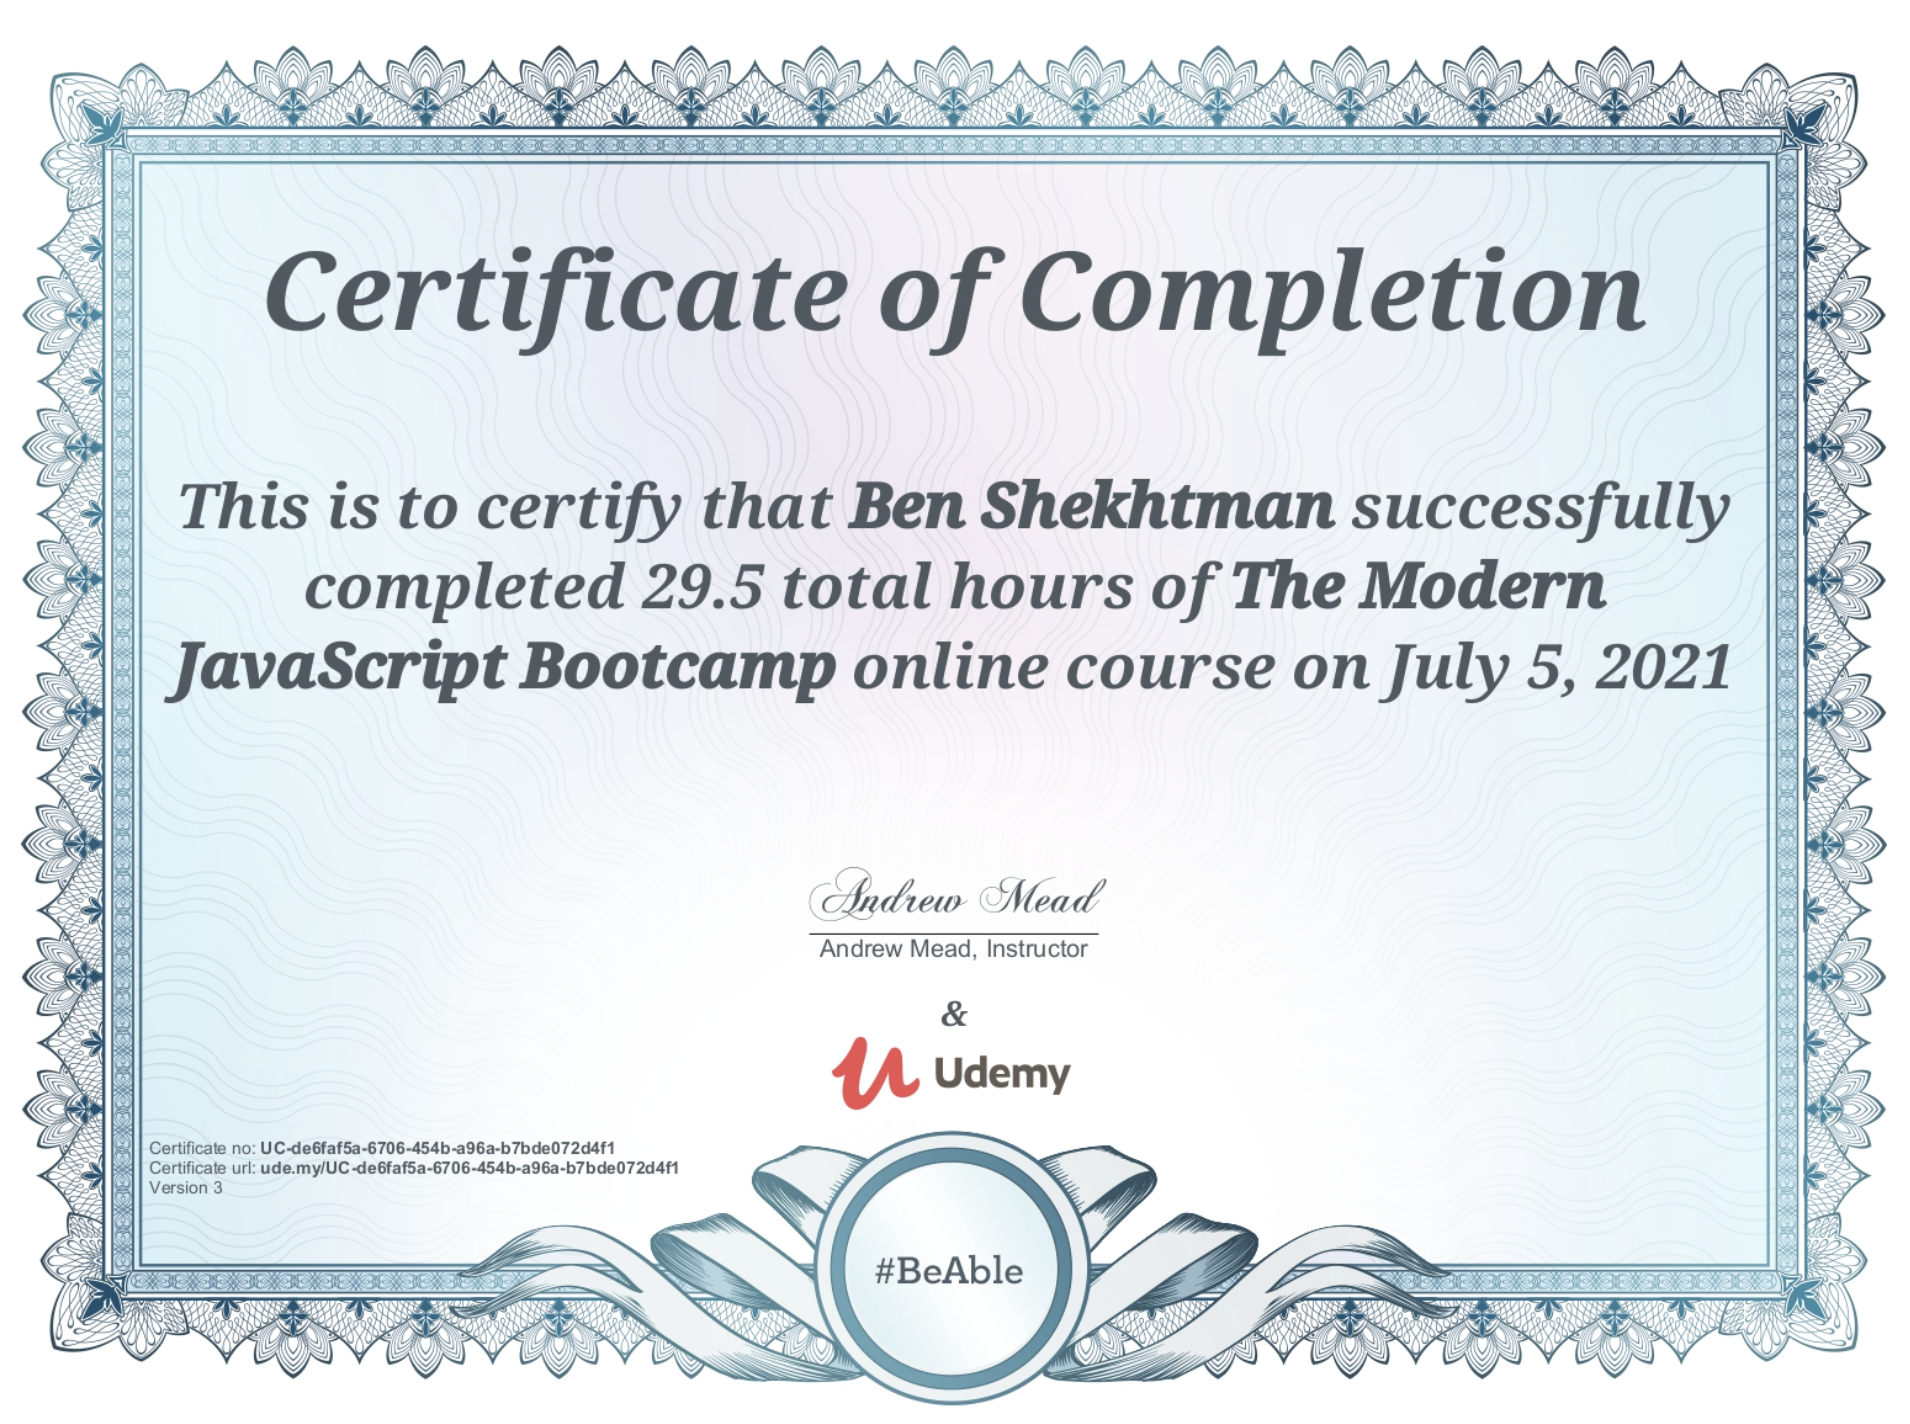 Certificate of Completion
This is to certify that Ben Shekhtman successfully
completed 29.5 total hours of The Modern
JavaScript Bootcamp online course on July 5, 2021
Andrew Mead
Andrew Mead, Instructor
&
Udemy
Certificate no: UC-de6faf5a-6706-454b-a96a-b7bde072d4f1
Certificate url: ude.my/UC-de6faf5a-6706-454b-a96a-b7bde072d4f1
Version 3
#BeAble